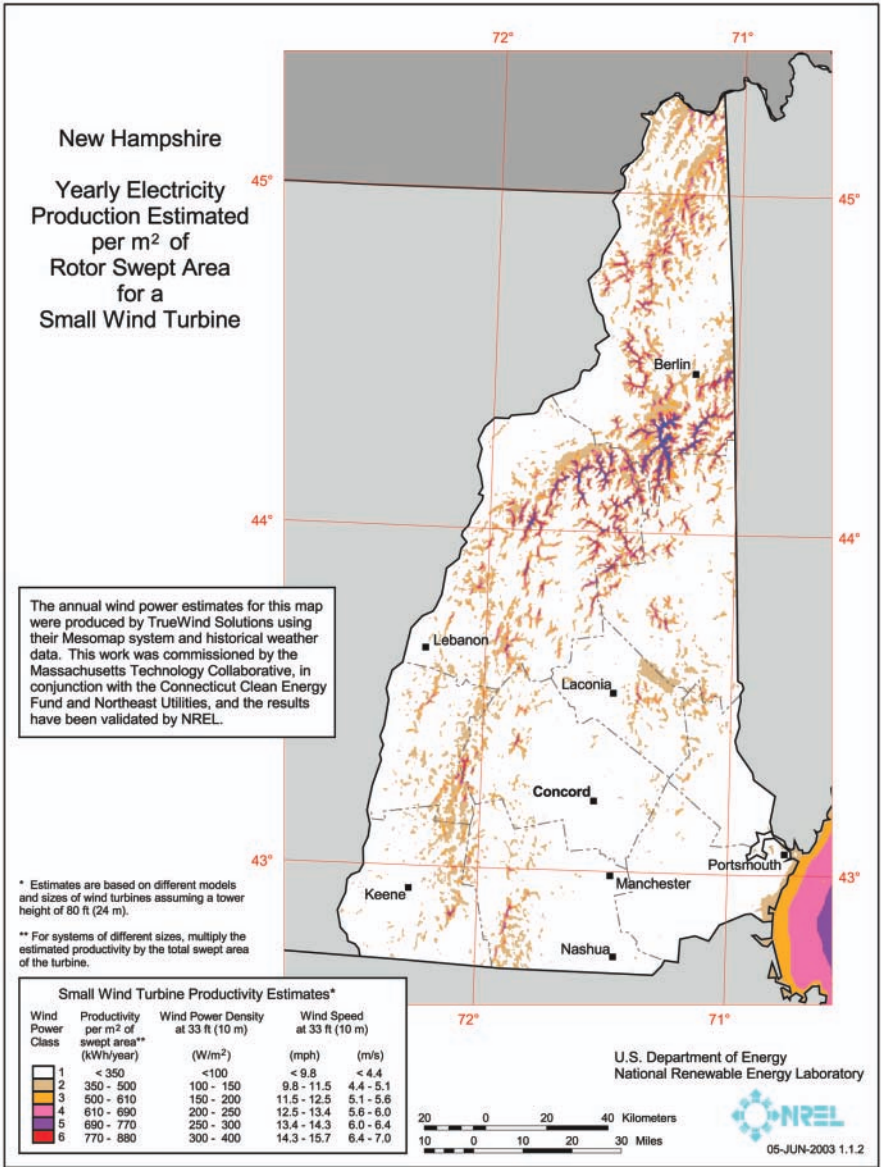 72°
71°
New Hampshire
Yearly Electricity
Production Estimated
per m² of
Rotor Swept Area
for a
Small Wind Turbine
45°
45°
Berlin
44°
44°
The annual wind power estimates for this map
were produced by TrueWind Solutions using
their Mesomap system and historical weather
data. This work was commissioned by the
Massachusetts Technology Collaborative, in
conjunction with the Connecticut Clean Energy
Fund and Northeast Utilities, and the results
have been validated by NREL.
Lebanon
Laconia
Concord
43°
Portsmouth
43°
Keene
Manchester
Nashua
* Estimates are based on different models
and sizes of wind turbines assuming a tower
height of 80 ft (24 m).
** For systems of different sizes, multiply the
estimated productivity by the total swept area
of the turbine.
72°
71°
Small Wind Turbine Productivity Estimates*
Wind Productivity Wind Power Density Wind Speed
Power per m² of at 33 ft (10 m) at 33 ft (10 m)
Class swept area**
(kWh/year) (W/m²) (mph) (m/s)
1 < 350 <100 < 9.8 < 4.4
2 350 - 500 100 - 150 9.8 - 11.5 4.4 - 5.1
3 500 - 610 150 - 200 11.5 - 12.5 5.1 - 5.6
4 610 - 690 200 - 250 12.5 - 13.4 5.6 - 6.0
5 690 - 770 250 - 300 13.4 - 14.3 6.0 - 6.4
6 770 - 880 300 - 400 14.3 - 15.7 6.4 - 7.0
U.S. Department of Energy
National Renewable Energy Laboratory
20 0 20 40 Kilometers
10 0 10 20 30 Miles
NREL
05-JUN-2003 1.1.2